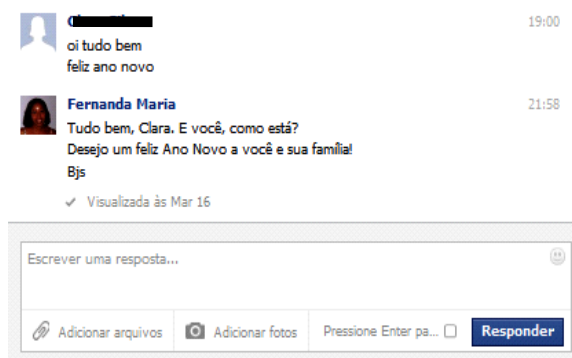 19:00
oi tudo bem
feliz ano novo
Fernanda Maria 21:58
Tudo bem, Clara. E você, como está?
Desejo um feliz Ano Novo a você e sua família!
Bjs
Visualizada às Mar 16
Escrever uma resposta...
Adicionar arquivos Adicionar fotos Pressione Enter pa... Responder